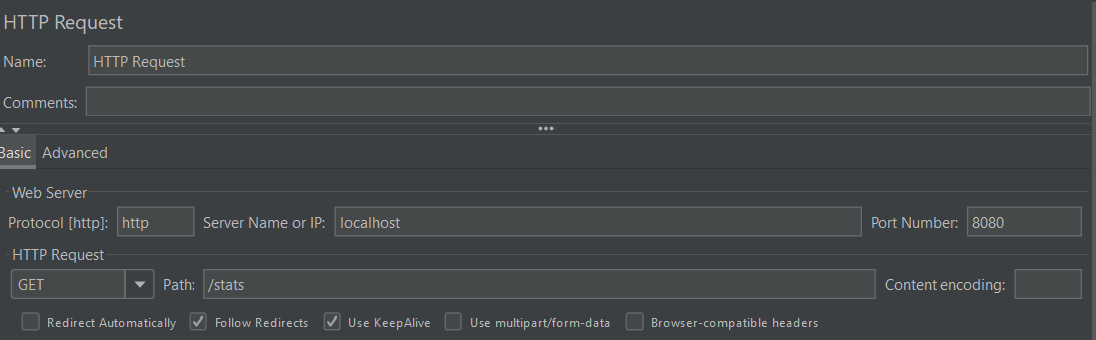 HTTP Request
Name: HTTP Request
Comments:
Basic Advanced
Web Server
Protocol [http]: http Server Name or IP: localhost Port Number: 8080
HTTP Request
GET Path: /stats Content encoding:
Redirect Automatically Follow Redirects Use KeepAlive Use multipart/form-data Browser-compatible headers